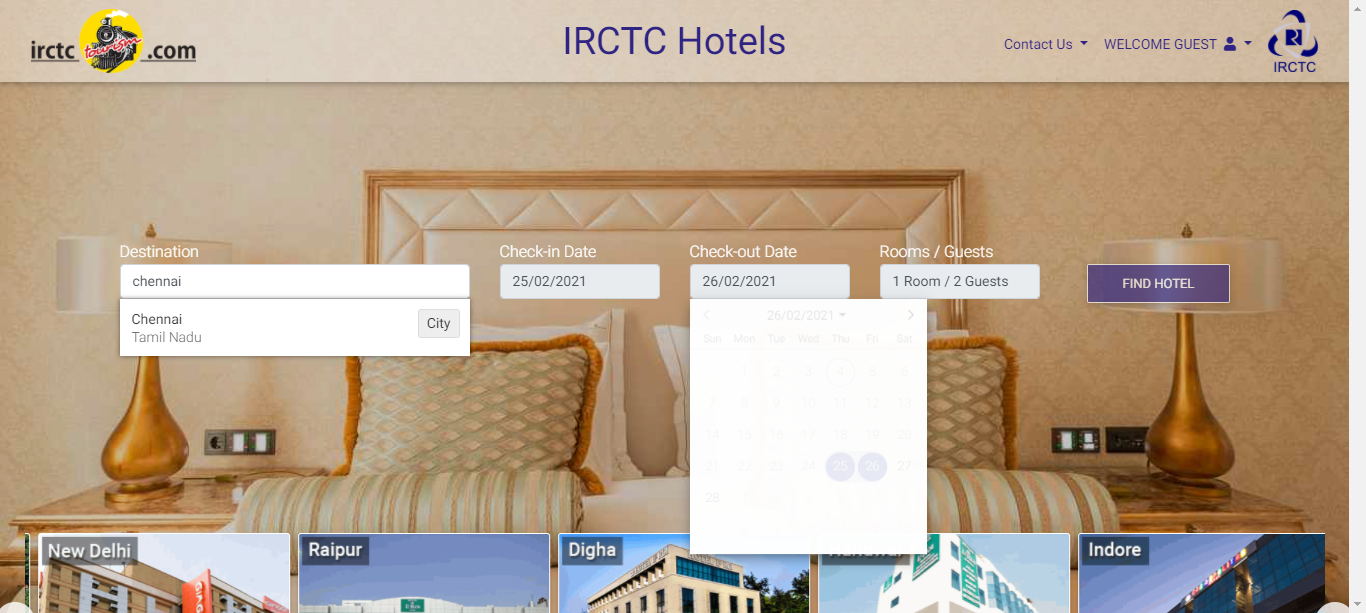 irctc tourism .com
IRCTC Hotels
Contact Us
WELCOME GUEST
IRCTC
Destination
Check-in Date
Check-out Date
Rooms / Guests
chennai
25/02/2021
26/02/2021
1 Room / 2 Guests
FIND HOTEL
Chennai
Tamil Nadu
City
26/02/2021
Sun Mon Tue Wed Thu Fri Sat
1 2 3 4 5 6
7 8 9 10 11 12 13
14 15 16 17 18 19 20
21 22 23 24 25 26 27
28
New Delhi
Raipur
Digha
Indore